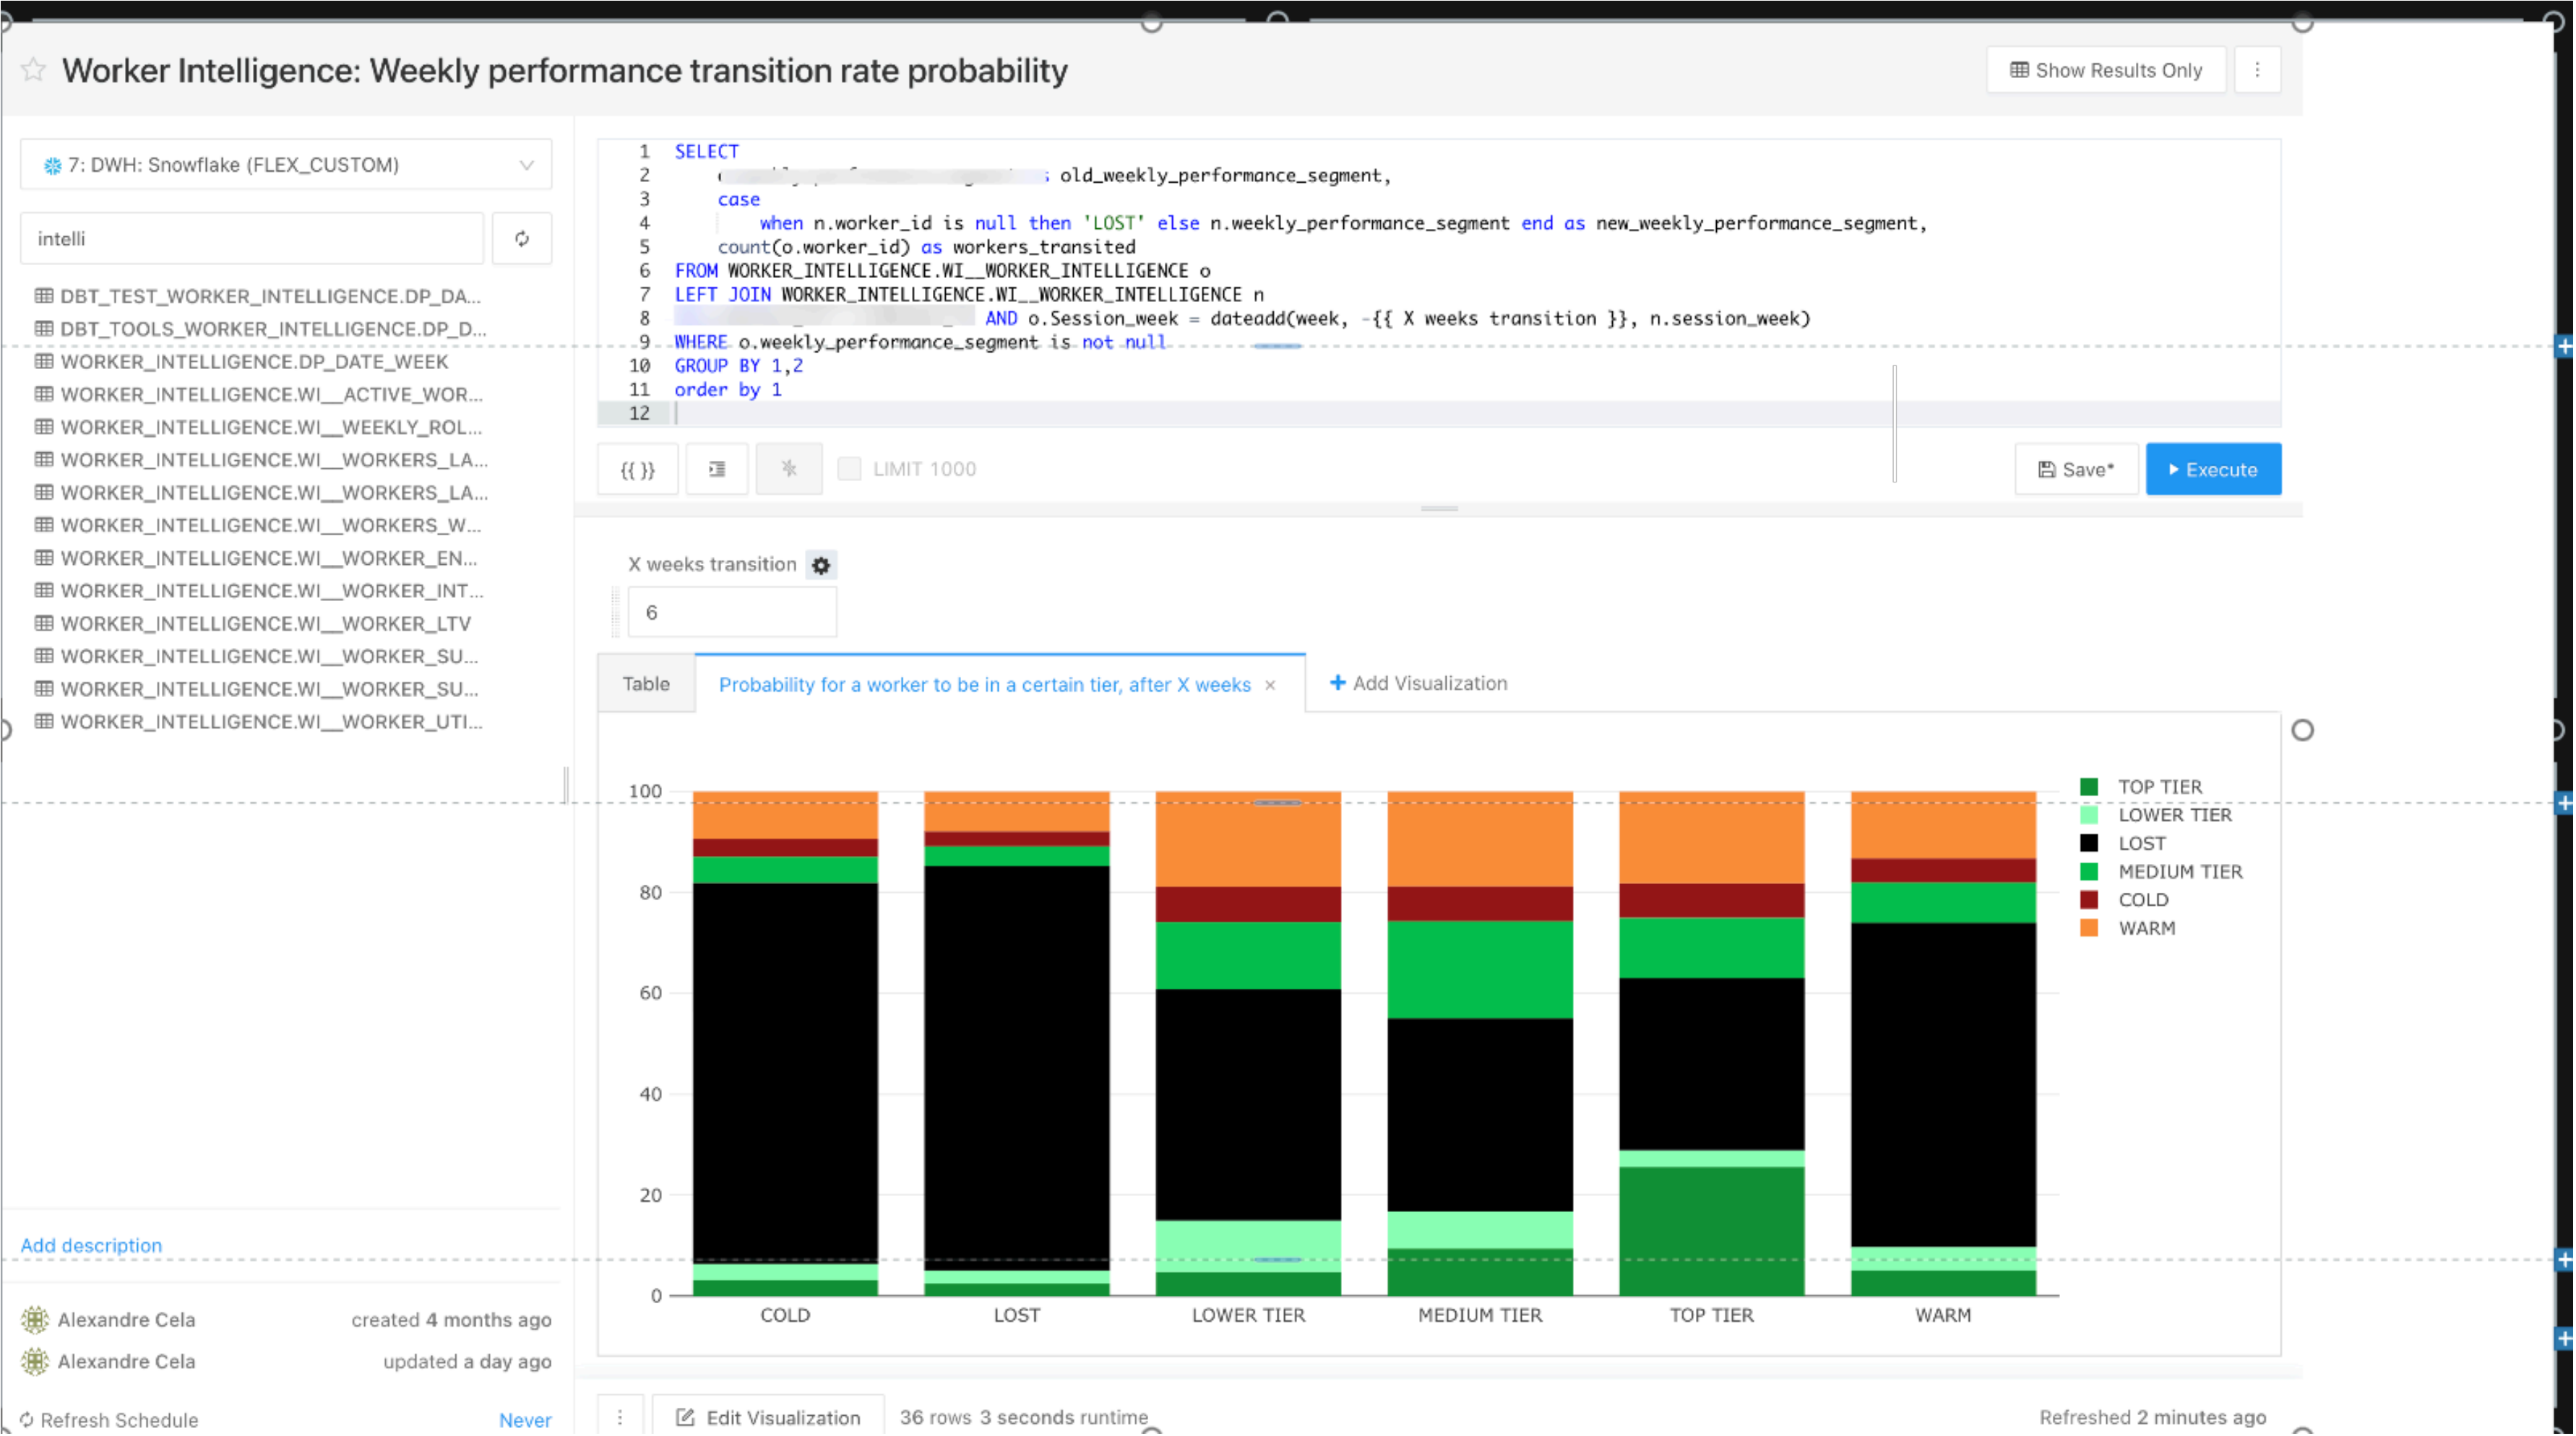 Worker Intelligence: Weekly performance transition rate probability
Show Results Only
7: DWH: Snowflake (FLEX_CUSTOM)
intelli
DBT_TEST_WORKER_INTELLIGENCE.DP_DA...
DBT_TOOLS_WORKER_INTELLIGENCE.DP_D...
WORKER_INTELLIGENCE.DP_DATE_WEEK
WORKER_INTELLIGENCE.WI__ACTIVE_WOR...
WORKER_INTELLIGENCE.WI__WEEKLY_ROL...
WORKER_INTELLIGENCE.WI__WORKERS_LA...
WORKER_INTELLIGENCE.WI__WORKERS_LA...
WORKER_INTELLIGENCE.WI__WORKERS_W...
WORKER_INTELLIGENCE.WI__WORKER_EN...
WORKER_INTELLIGENCE.WI__WORKER_INT...
WORKER_INTELLIGENCE.WI__WORKER_LTV
WORKER_INTELLIGENCE.WI__WORKER_SU...
WORKER_INTELLIGENCE.WI__WORKER_SU...
WORKER_INTELLIGENCE.WI__WORKER_UTI...
Add description
Alexandre Cela created 4 months ago
Alexandre Cela updated a day ago
Refresh Schedule Never
1 SELECT
2 old_weekly_performance_segment,
3 case
4 when n.worker_id is null then 'LOST' else n.weekly_performance_segment end as new_weekly_performance_segment,
5 count(o.worker_id) as workers_transited
6 FROM WORKER_INTELLIGENCE.WI__WORKER_INTELLIGENCE o
7 LEFT JOIN WORKER_INTELLIGENCE.WI__WORKER_INTELLIGENCE n
8 AND o.Session_week = dateadd(week, -{{ X weeks transition }}, n.session_week)
9 WHERE o.weekly_performance_segment is not null
10 GROUP BY 1,2
11 order by 1
12
{{ }} LIMIT 1000 Save* Execute
X weeks transition
6
Table Probability for a worker to be in a certain tier, after X weeks × + Add Visualization
100
80
60
40
20
0
COLD LOST LOWER TIER MEDIUM TIER TOP TIER WARM
TOP TIER
LOWER TIER
LOST
MEDIUM TIER
COLD
WARM
Edit Visualization 36 rows 3 seconds runtime Refreshed 2 minutes ago